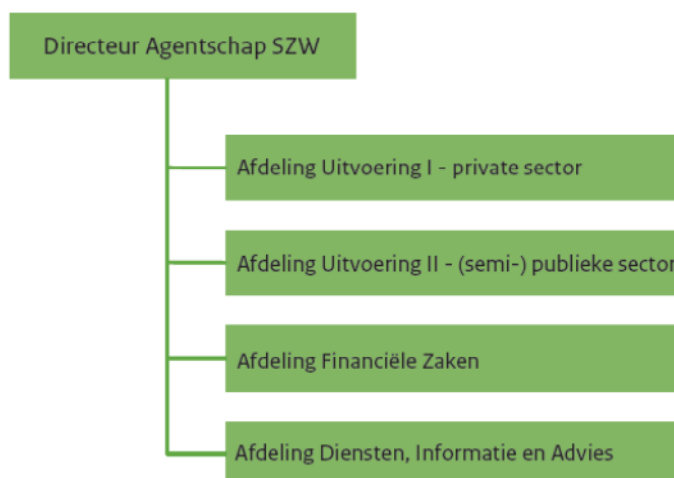 Directeur Agentschap SZW
Afdeling Uitvoering I - private sector
Afdeling Uitvoering II - (semi-) publieke sector
Afdeling Financiële Zaken
Afdeling Diensten, Informatie en Advies